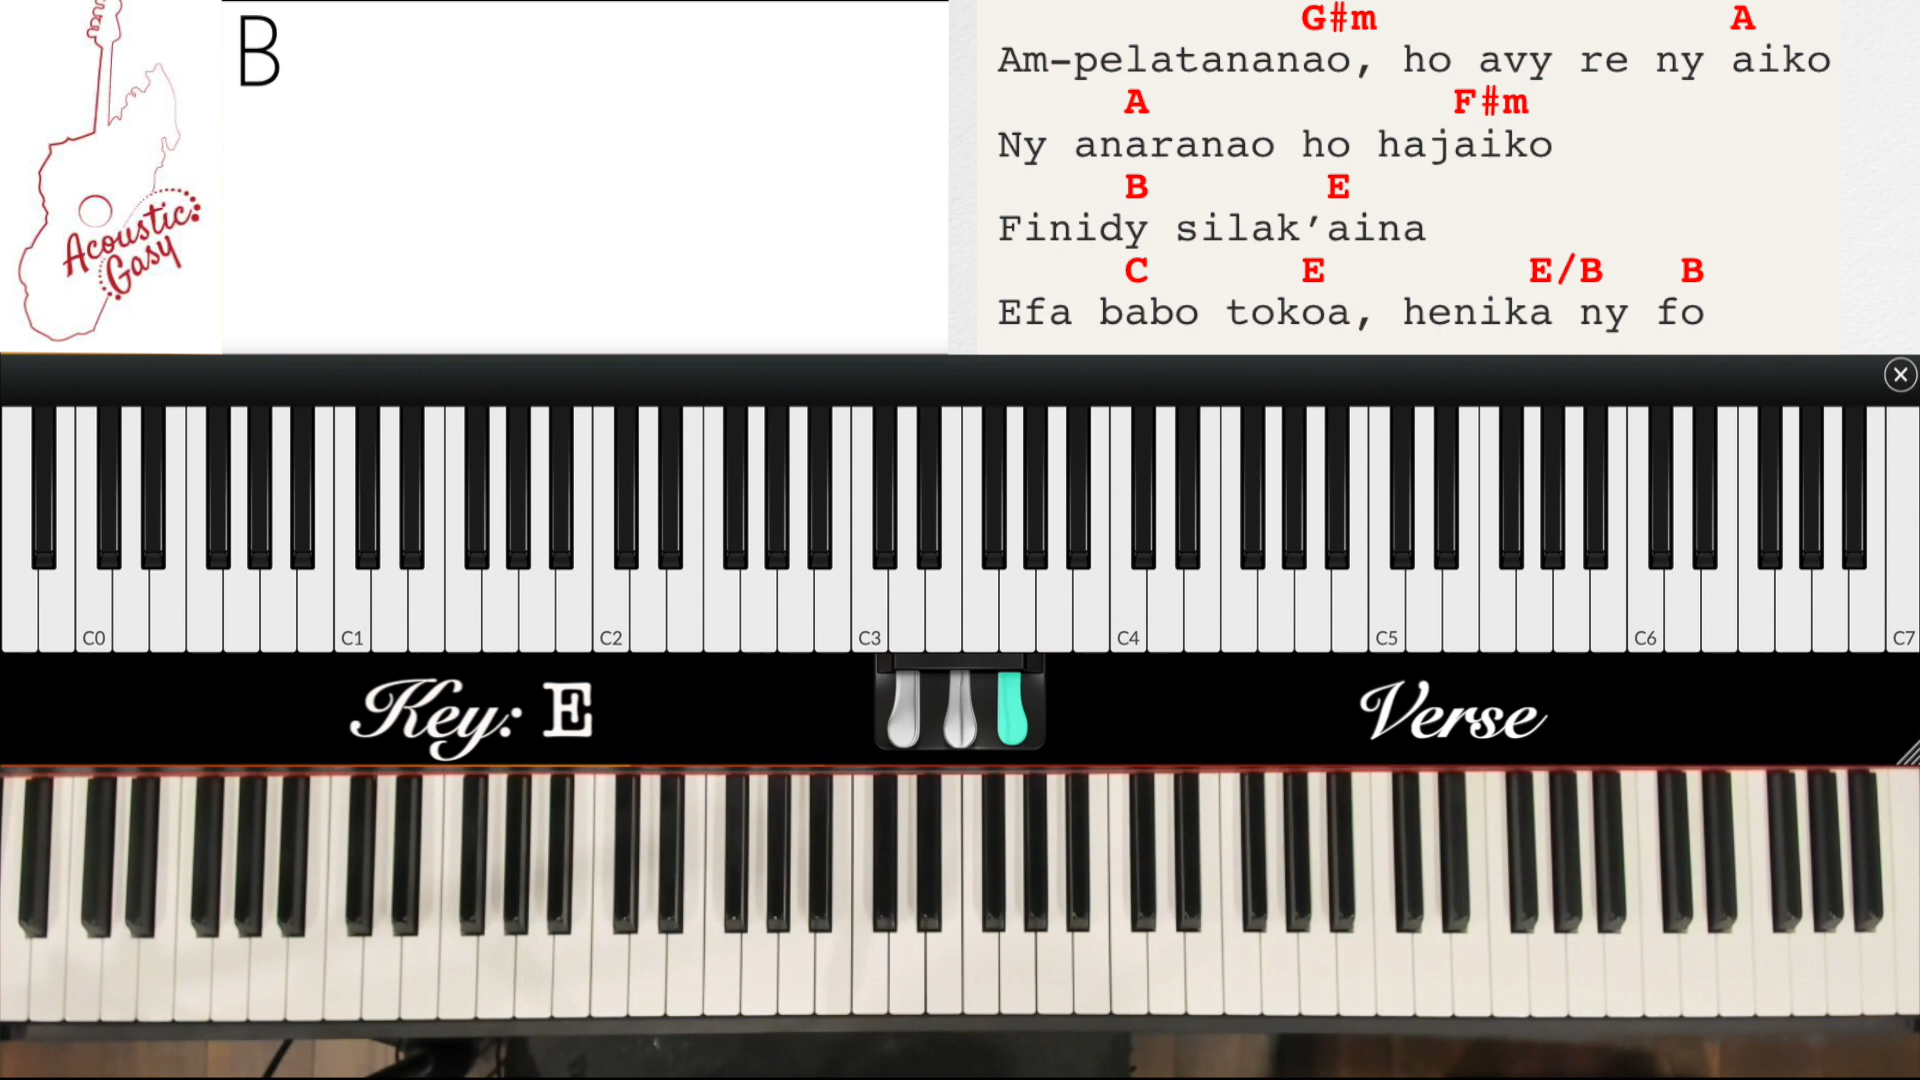 Acoustic
Gasy
B
G#m A
Am-pelatananao, ho avy re ny aiko
A F#m
Ny anaranao ho hajaiko
B E
Finidy silak’aina
C E E/B B
Efa babo tokoa, henika ny fo
C0 C1 C2 C3 C4 C5 C6 C7
Key: E
Verse